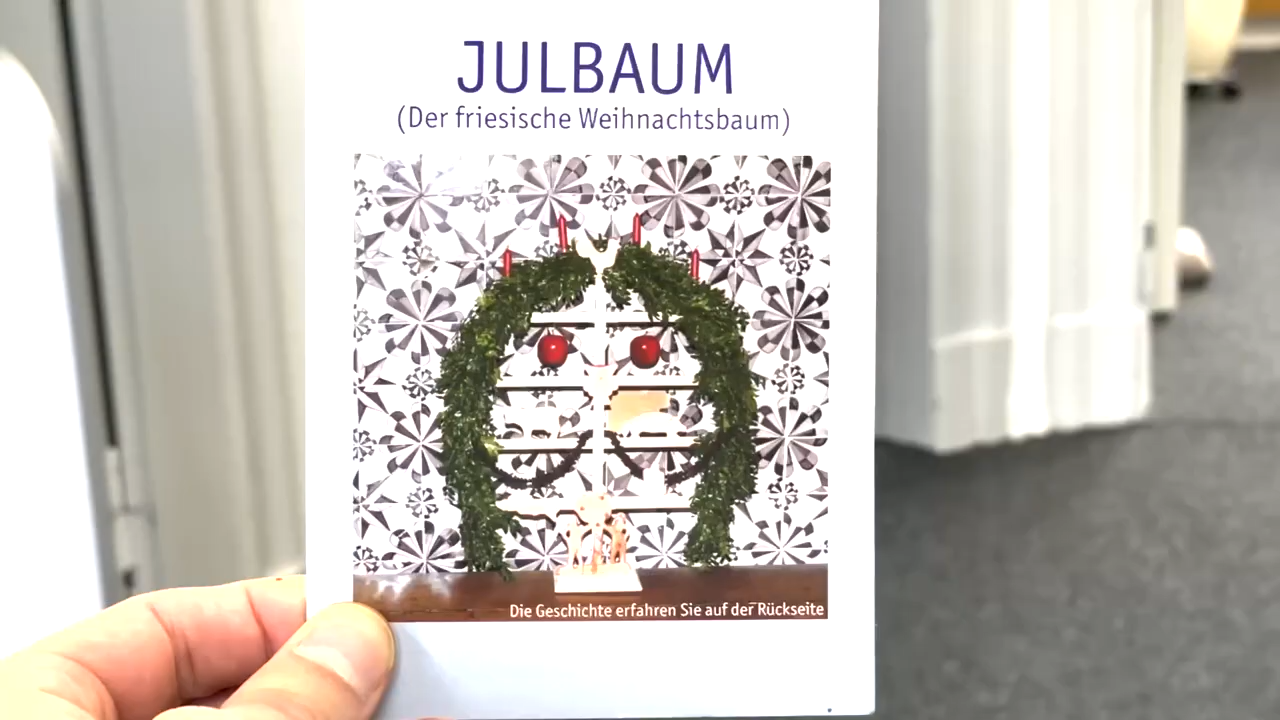 JULBAUM
(Der friesische Weihnachtsbaum)
Die Geschichte erfahren Sie auf der Rückseite